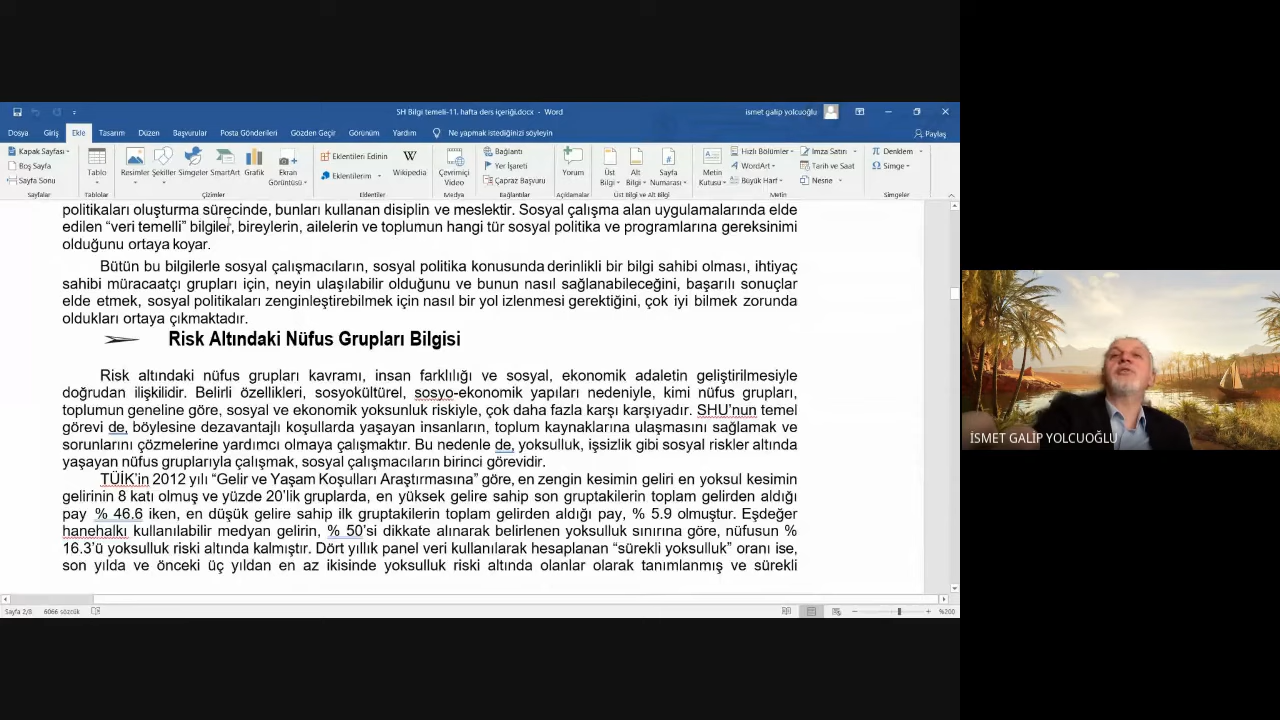 SH Bilgi temeli-11. hafta ders içeriği.docx - Word
ismet galip yolcuoğlu
Dosya Giriş Ekle Tasarım Düzen Başvurular Posta Gönderileri Gözden Geçir Görünüm Yardım Ne yapmak istediğinizi söyleyin Paylaş
Kapak Sayfası
Boş Sayfa
Sayfa Sonu
Sayfalar
Tablo
Tablolar
Resimler Şekiller Simgeler SmartArt Grafik Ekran Görüntüsü
Çizimler
Eklentileri Edinin
Eklentilerim
Wikipedia
Eklentiler
Çevrimiçi Video
Medya
Bağlantı
Yer İşareti
Çapraz Başvuru
Bağlantılar
Yorum
Açıklamalar
Üst Bilgi Alt Bilgi Sayfa Numarası
Üst Bilgi ve Alt Bilgi
Metin Kutusu
Hızlı Bölümler
WordArt
Büyük Harf
İmza Satırı
Tarih ve Saat
Nesne
Metin
Denklem
Simge
Simgeler
politikaları oluşturma sürecinde, bunları kullanan disiplin ve meslektir. Sosyal çalışma alan uygulamalarında elde
edilen “veri temelli” bilgiler, bireylerin, ailelerin ve toplumun hangi tür sosyal politika ve programlarına gereksinimi
olduğunu ortaya koyar.
Bütün bu bilgilerle sosyal çalışmacıların, sosyal politika konusunda derinlikli bir bilgi sahibi olması, ihtiyaç
sahibi müracaatçı grupları için, neyin ulaşılabilir olduğunu ve bunun nasıl sağlanabileceğini, başarılı sonuçlar
elde etmek, sosyal politikaları zenginleştirebilmek için nasıl bir yol izlenmesi gerektiğini, çok iyi bilmek zorunda
oldukları ortaya çıkmaktadır.
➢ Risk Altındaki Nüfus Grupları Bilgisi
Risk altındaki nüfus grupları kavramı, insan farklılığı ve sosyal, ekonomik adaletin geliştirilmesiyle
doğrudan ilişkilidir. Belirli özellikleri, sosyokültürel, sosyo-ekonomik yapıları nedeniyle, kimi nüfus grupları,
toplumun geneline göre, sosyal ve ekonomik yoksunluk riskiyle, çok daha fazla karşı karşıyadır. SHU’nun temel
görevi de, böylesine dezavantajlı koşullarda yaşayan insanların, toplum kaynaklarına ulaşmasını sağlamak ve
sorunlarını çözmelerine yardımcı olmaya çalışmaktır. Bu nedenle de, yoksulluk, işsizlik gibi sosyal riskler altında
yaşayan nüfus gruplarıyla çalışmak, sosyal çalışmacıların birinci görevidir.
TÜİK’in 2012 yılı “Gelir ve Yaşam Koşulları Araştırmasına” göre, en zengin kesimin geliri en yoksul kesimin
gelirinin 8 katı olmuş ve yüzde 20’lik gruplarda, en yüksek gelire sahip son gruptakilerin toplam gelirden aldığı
pay % 46.6 iken, en düşük gelire sahip ilk gruptakilerin toplam gelirden aldığı pay, % 5.9 olmuştur. Eşdeğer
hanehalkı kullanılabilir medyan gelirin, % 50’si dikkate alınarak belirlenen yoksulluk sınırına göre, nüfusun %
16.3’ü yoksulluk riski altında kalmıştır. Dört yıllık panel veri kullanılarak hesaplanan “sürekli yoksulluk” oranı ise,
son yılda ve önceki üç yıldan en az ikisinde yoksulluk riski altında olanlar olarak tanımlanmış ve sürekli
Sayfa 2/8 6066 sözcük %200
İSMET GALİP YOLCUOĞLU